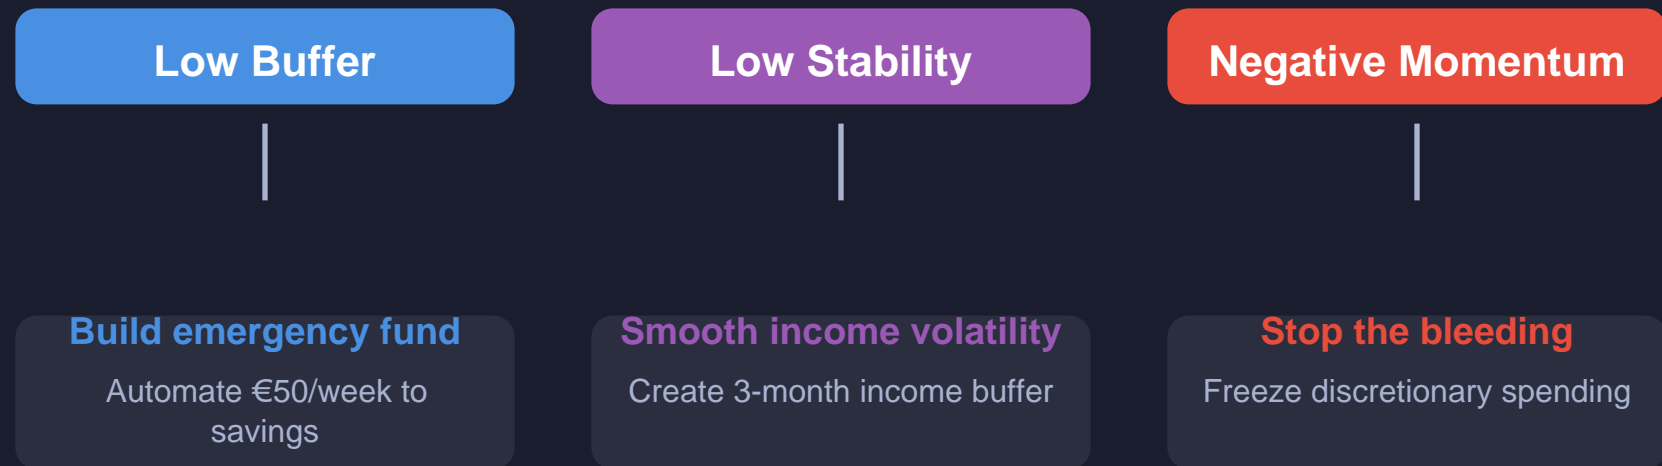 Low Buffer
Low Stability
Negative Momentum
Build emergency fund
Automate €50/week to
savings
Smooth income volatility
Create 3-month income buffer
Stop the bleeding
Freeze discretionary spending